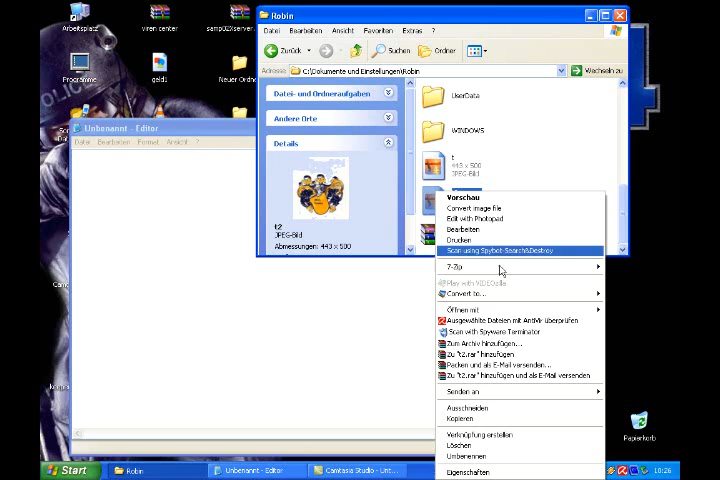 Arbeitsplatz
viren center
samp02Xserver.
Programme
geld1
Neuer Ordne
Robin
Datei Bearbeiten Ansicht Favoriten Extras ?
Zurück Suchen Ordner
Adresse C:\Dokumente und Einstellungen\Robin Wechseln zu
Datei- und Ordneraufgaben
Andere Orte
Details
t2
JPEG-Bild
Abmessungen: 443 x 500
UserData
WINDOWS
t
443 x 500
JPEG-Bild
Unbenannt - Editor
Datei Bearbeiten Format Ansicht ?
Vorschau
Convert image file
Edit with Photopad
Bearbeiten
Drucken
Scan using Spybot-Search&Destroy
7-Zip
Play with VIDEOzilla
Convert to...
Öffnen mit
Ausgewählte Dateien mit AntiVir überprüfen
Scan with Spyware Terminator
Zum Archiv hinzufügen...
Zu "t2.rar" hinzufügen
Packen und als E-Mail versenden...
Zu "t2.rar" hinzufügen und als E-Mail versenden
Senden an
Ausschneiden
Kopieren
Verknüpfung erstellen
Löschen
Umbenennen
Eigenschaften
Papierkorb
Start
Robin
Unbenannt - Editor
Camtasia Studio - Unt...
10:26